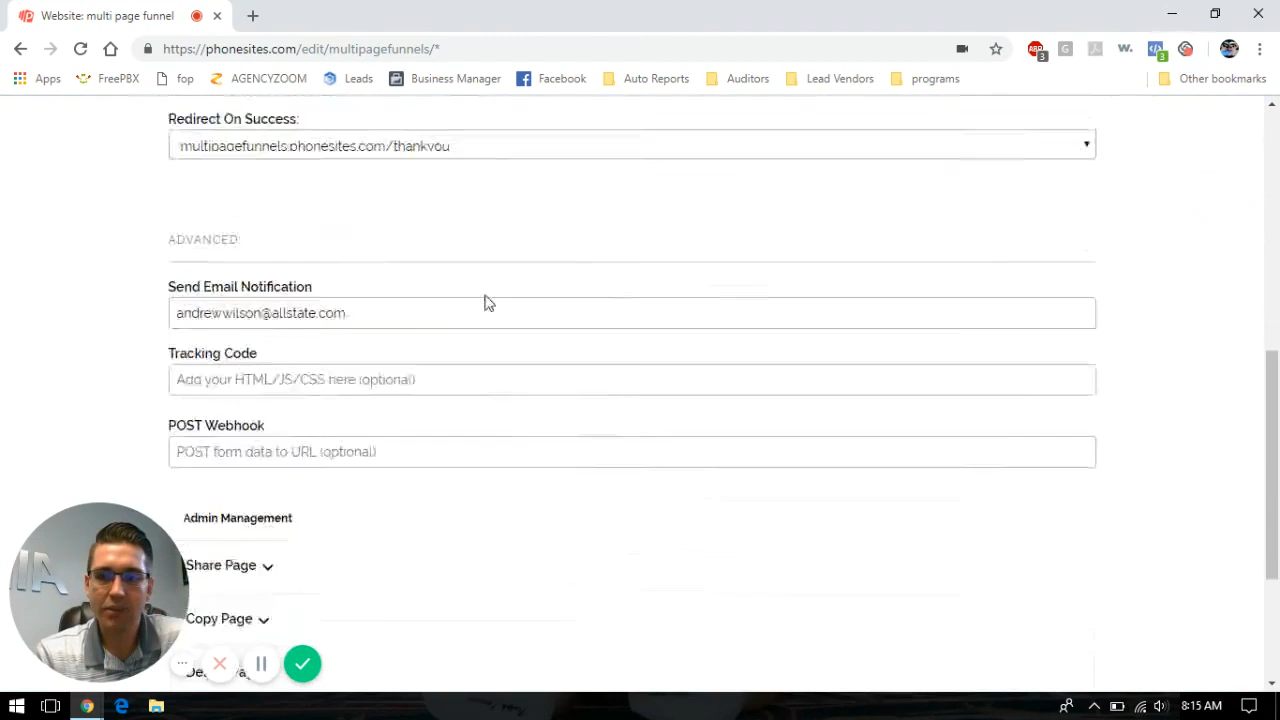 Website: multi page funnel
https://phonesites.com/edit/multipagefunnels/*
ABP
3
G
W.
3
Apps
FreePBX
fop
AGENCYZOOM
Leads
Business Manager
Facebook
Auto Reports
Auditors
Lead Vendors
programs
Other bookmarks
Redirect On Success:
multipagefunnels.phonesites.com/thankyou
ADVANCED:
Send Email Notification
andrewwilson@allstate.com
Tracking Code
Add your HTML/JS/CSS here (optional)
POST Webhook
POST form data to URL (optional)
Admin Management
Share Page
Copy Page
8:15 AM